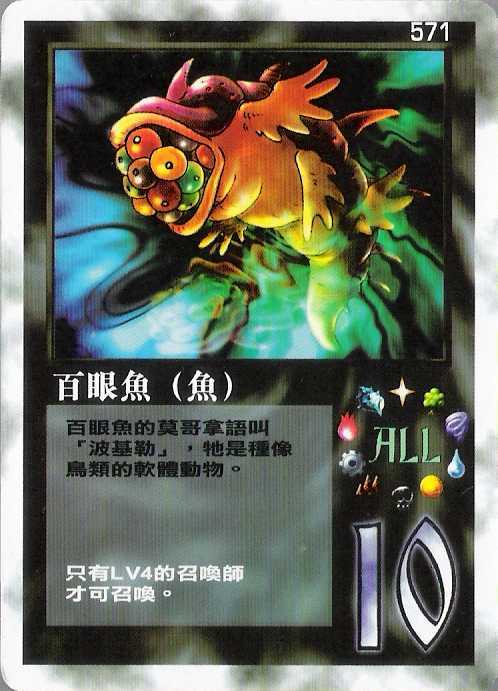 571
百眼魚（魚）
百眼魚的莫哥拿語叫
「波基勒」，牠是種像
鳥類的軟體動物。
只有LV4的召喚師
才可召喚。
ALL
10